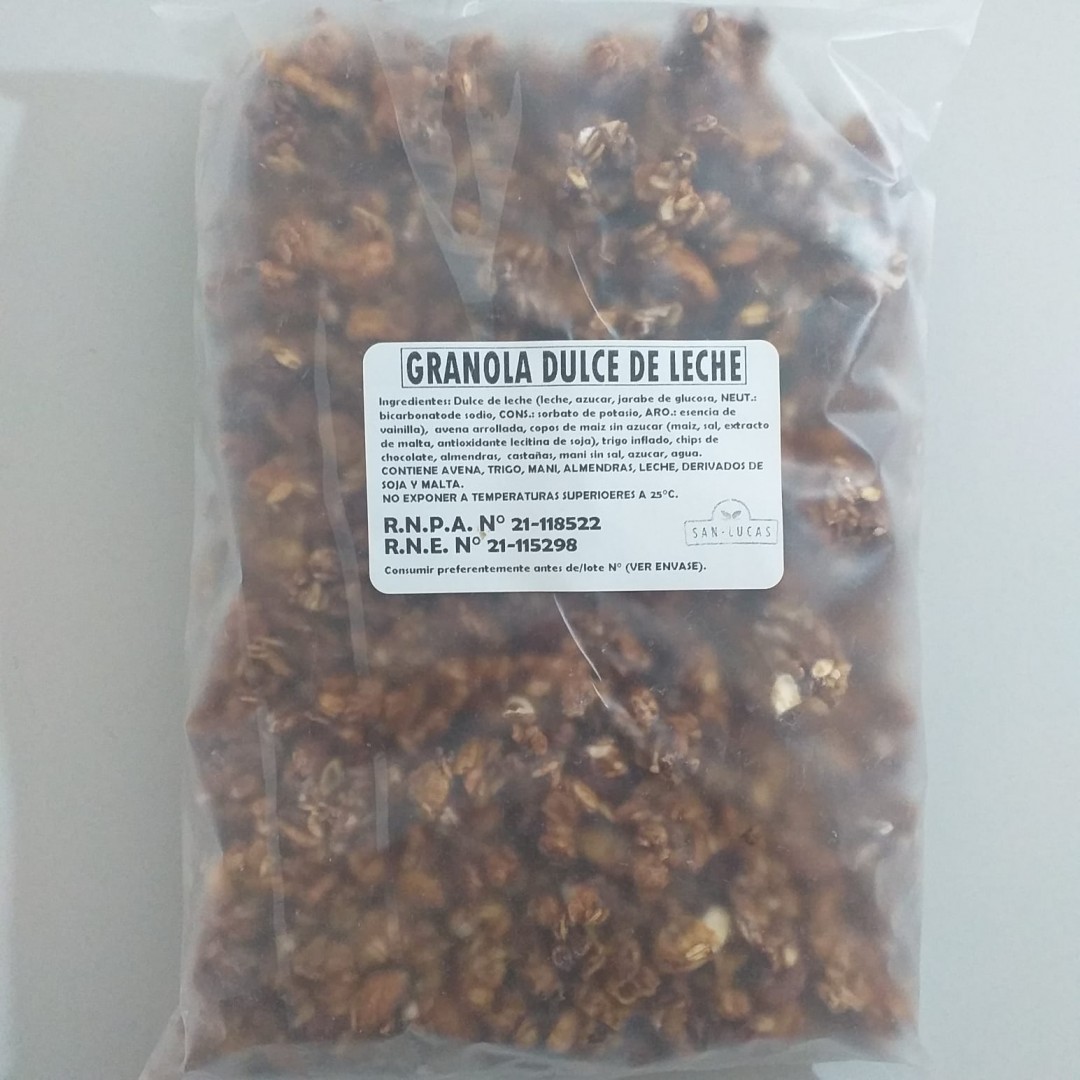 GRANOLA DULCE DE LECHE
Ingredientes: Dulce de leche (leche, azucar, jarabe de glucosa, NEUT.:
bicarbonatode sodio, CONS.: sorbato de potasio, ARO.: esencia de
vainilla), avena arrollada, copos de maiz sin azucar (maiz, sal, extracto
de malta, antioxidante lecitina de soja), trigo inflado, chips de
chocolate, almendras, castañas, mani sin sal, azucar, agua.
CONTIENE AVENA, TRIGO, MANI, ALMENDRAS, LECHE, DERIVADOS DE
SOJA Y MALTA.
NO EXPONER A TEMPERATURAS SUPERIOERES A 25°C.
R.N.P.A. N° 21-118522
R.N.E. N° 21-115298
SAN-LUCAS
Consumir preferentemente antes de/lote N° (VER ENVASE).